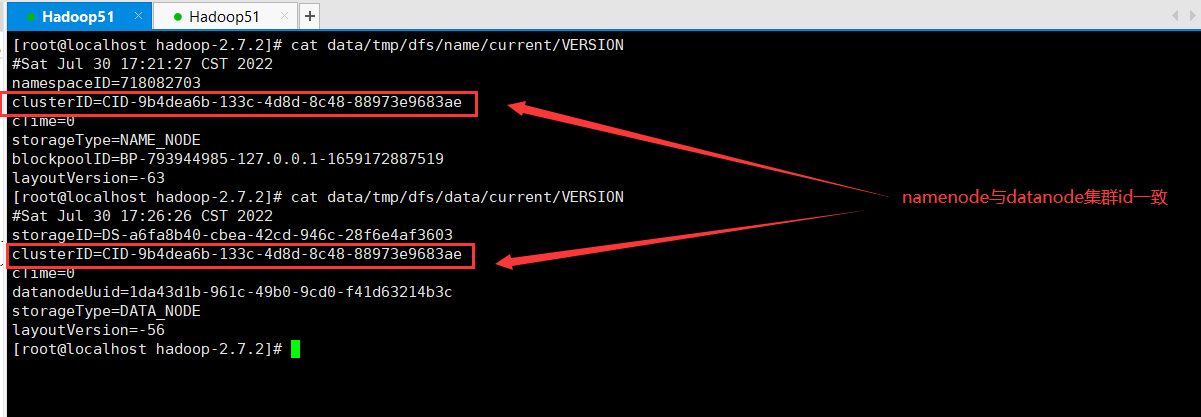 Hadoop51 × Hadoop51 × +
[root@localhost hadoop-2.7.2]# cat data/tmp/dfs/name/current/VERSION
#Sat Jul 30 17:21:27 CST 2022
namespaceID=718082703
clusterID=CID-9b4dea6b-133c-4d8d-8c48-88973e9683ae
cTime=0
storageType=NAME_NODE
blockpoolID=BP-793944985-127.0.0.1-1659172887519
layoutVersion=-63
[root@localhost hadoop-2.7.2]# cat data/tmp/dfs/data/current/VERSION
namenode与datanode集群id一致
#Sat Jul 30 17:26:26 CST 2022
storageID=DS-a6fa8b40-cbea-42cd-946c-28f6e4af3603
clusterID=CID-9b4dea6b-133c-4d8d-8c48-88973e9683ae
cTime=0
datanodeUuid=1da43d1b-961c-49b0-9cd0-f41d63214b3c
storageType=DATA_NODE
layoutVersion=-56
[root@localhost hadoop-2.7.2]#